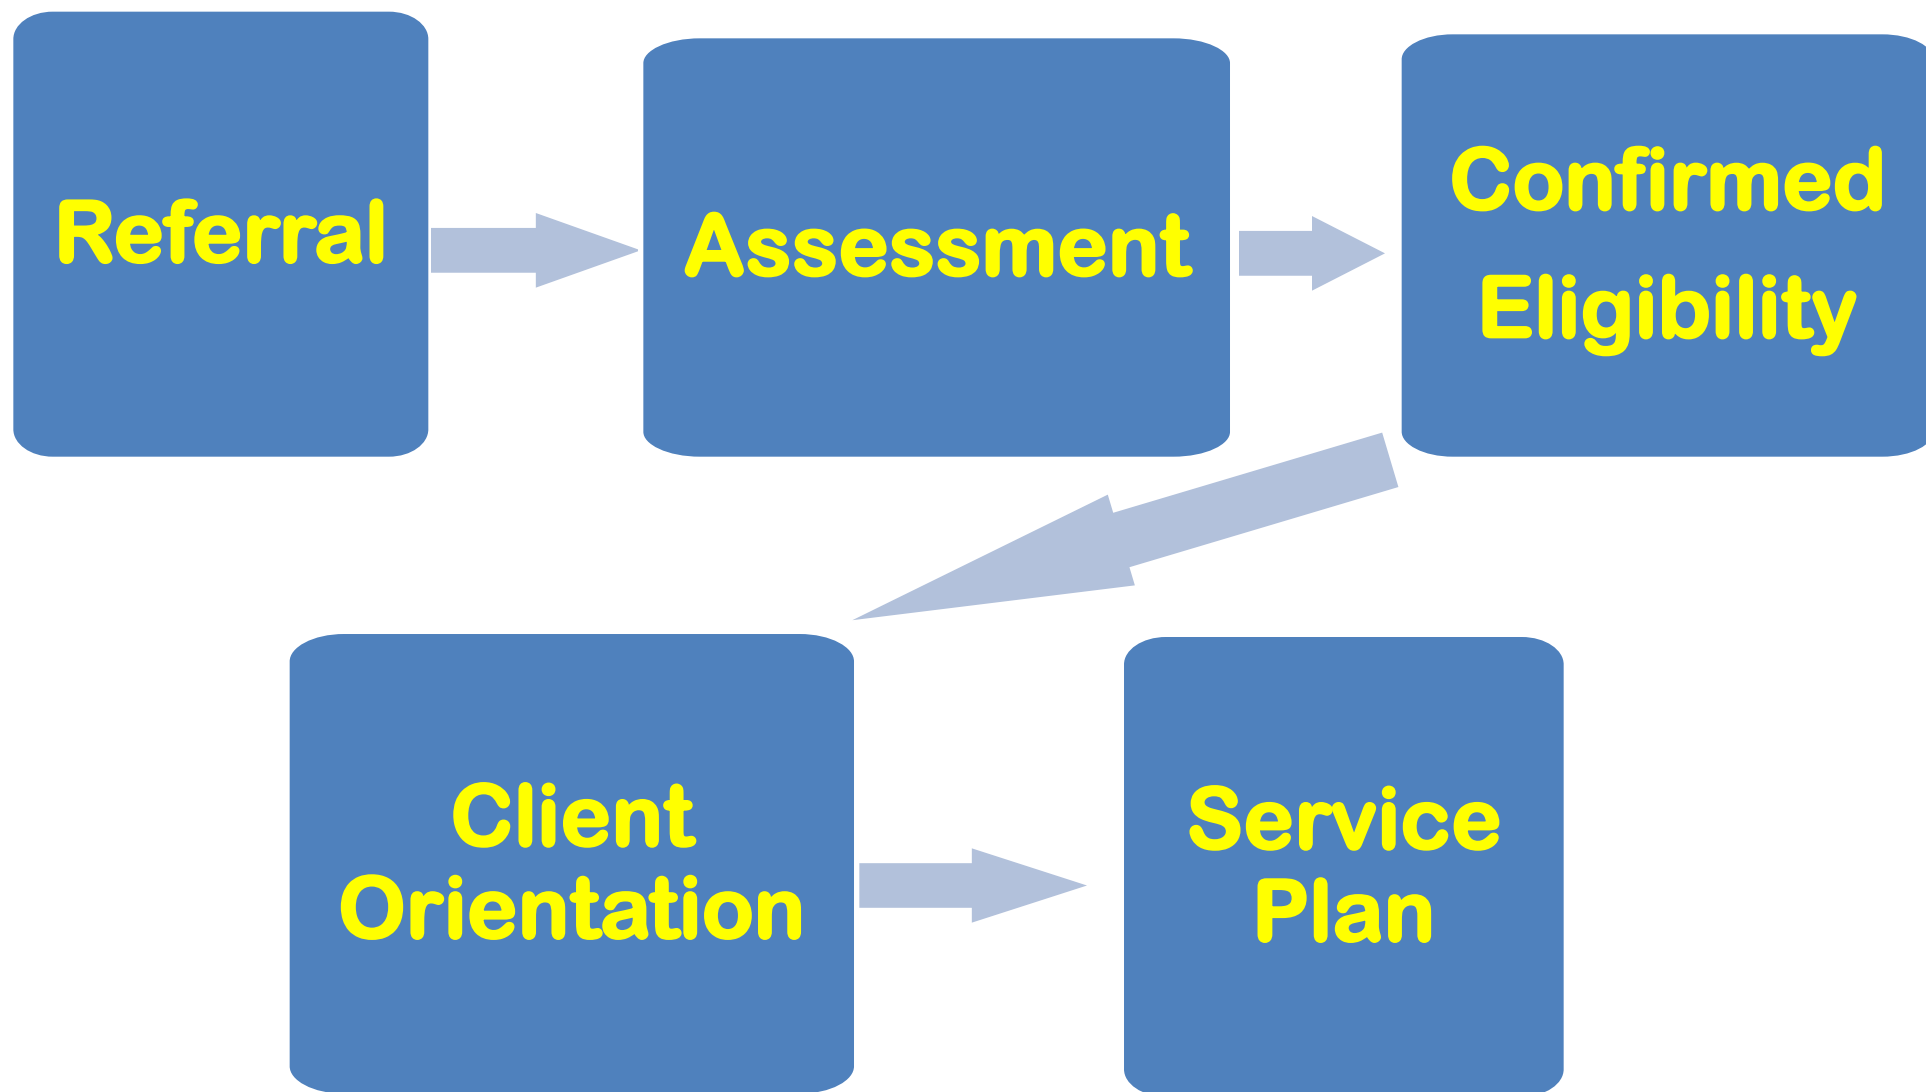 Referral
Assessment
Confirmed
Eligibility
Client
Orientation
Service
Plan